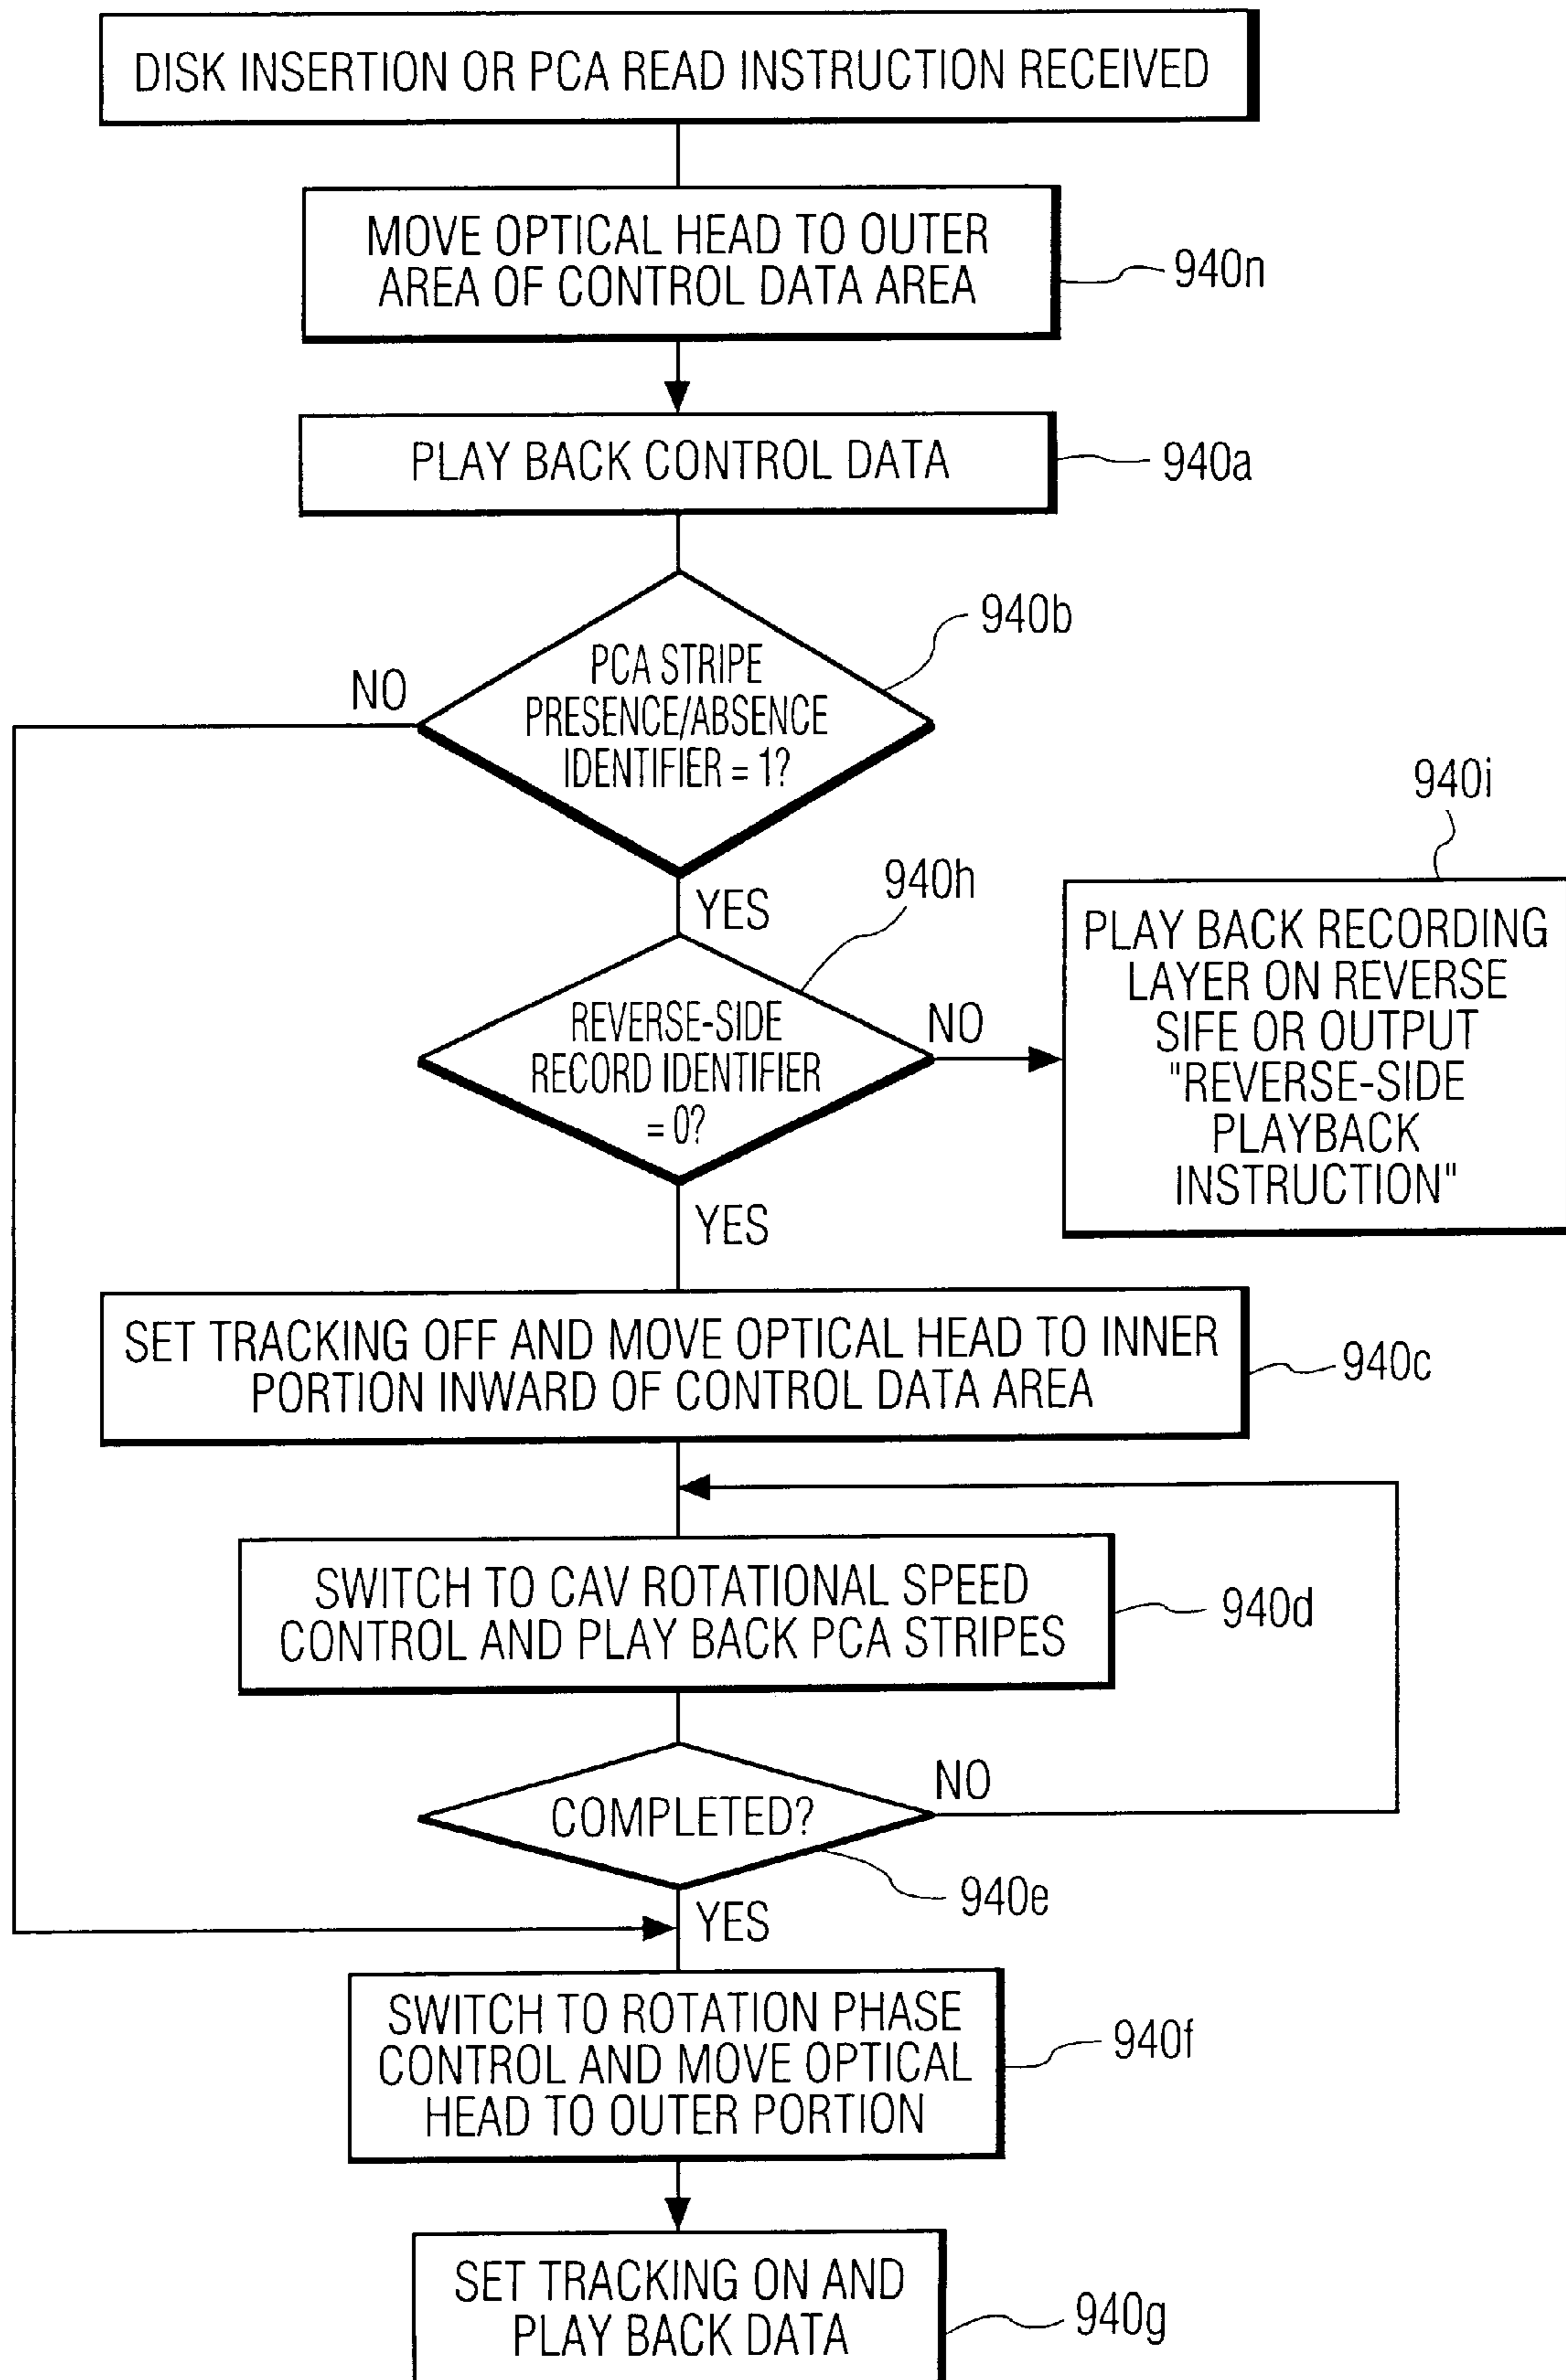 DISK INSERTION OR PCA READ INSTRUCTION RECEIVED
MOVE OPTICAL HEAD TO OUTER
AREA OF CONTROL DATA AREA
940n
PLAY BACK CONTROL DATA
940a
940b
PCA STRIPE
PRESENCE/ABSENCE
IDENTIFIER = 1?
NO
YES
940h
REVERSE-SIDE
RECORD IDENTIFIER
= 0?
NO
940i
PLAY BACK RECORDING
LAYER ON REVERSE
SIFE OR OUTPUT
"REVERSE-SIDE
PLAYBACK
INSTRUCTION"
YES
SET TRACKING OFF AND MOVE OPTICAL HEAD TO INNER
PORTION INWARD OF CONTROL DATA AREA
940c
SWITCH TO CAV ROTATIONAL SPEED
CONTROL AND PLAY BACK PCA STRIPES
940d
COMPLETED?
NO
940e
YES
SWITCH TO ROTATION PHASE
CONTROL AND MOVE OPTICAL
HEAD TO OUTER PORTION
940f
SET TRACKING ON AND
PLAY BACK DATA
940g